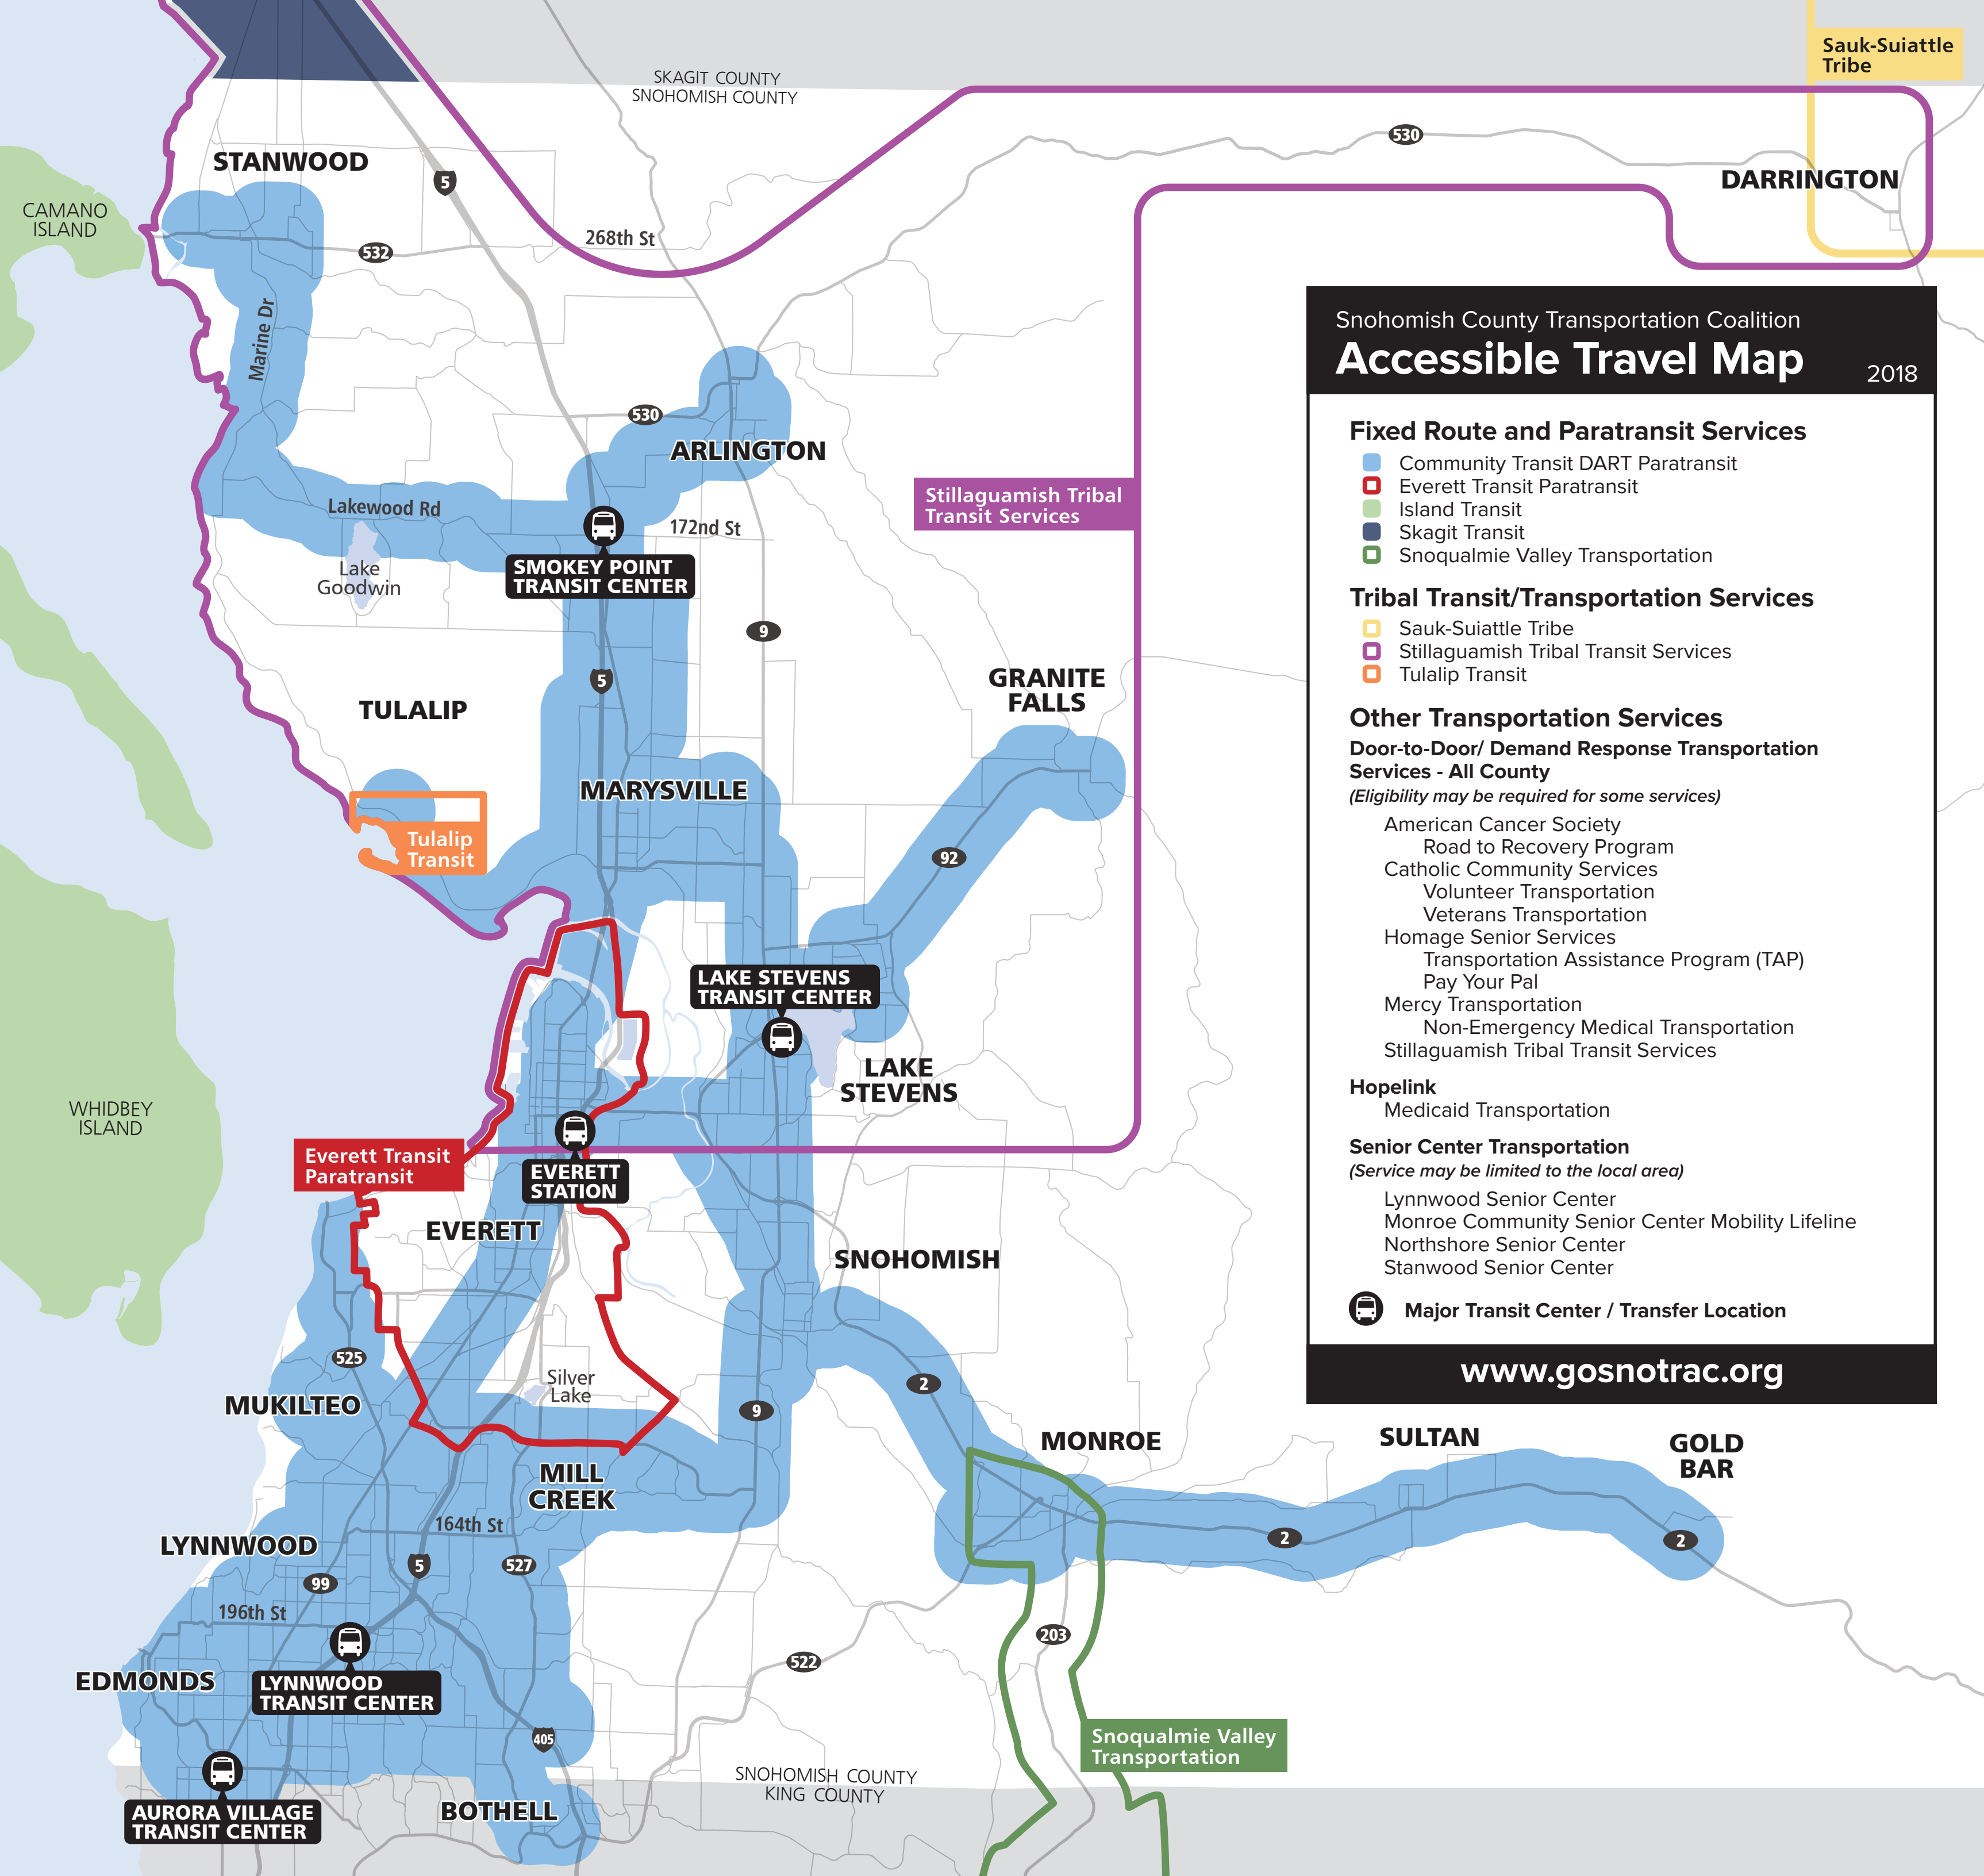 Sauk-Suiattle
Tribe
SKAGIT COUNTY
SNOHOMISH COUNTY
530
STANWOOD
5
DARRINGTON
CAMANO
ISLAND
268th St
532
Marine Dr
530
ARLINGTON
Lakewood Rd
172nd St
Stillaguamish Tribal
Transit Services
SMOKEY POINT
TRANSIT CENTER
Lake
Goodwin
9
5
GRANITE
FALLS
TULALIP
MARYSVILLE
Tulalip
Transit
92
LAKE STEVENS
TRANSIT CENTER
LAKE
STEVENS
WHIDBEY
ISLAND
Everett Transit
Paratransit
EVERETT
STATION
EVERETT
SNOHOMISH
525
Silver
Lake
2
MUKILTEO
9
MONROE
SULTAN
GOLD
BAR
MILL
CREEK
164th St
LYNNWOOD
2
2
5
527
99
196th St
203
522
EDMONDS
LYNNWOOD
TRANSIT CENTER
405
Snoqualmie Valley
Transportation
SNOHOMISH COUNTY
KING COUNTY
AURORA VILLAGE
TRANSIT CENTER
BOTHELL
Snohomish County Transportation Coalition
Accessible Travel Map 2018
Fixed Route and Paratransit Services
Community Transit DART Paratransit
Everett Transit Paratransit
Island Transit
Skagit Transit
Snoqualmie Valley Transportation
Tribal Transit/Transportation Services
Sauk-Suiattle Tribe
Stillaguamish Tribal Transit Services
Tulalip Transit
Other Transportation Services
Door-to-Door/ Demand Response Transportation
Services - All County
(Eligibility may be required for some services)
American Cancer Society
Road to Recovery Program
Catholic Community Services
Volunteer Transportation
Veterans Transportation
Homage Senior Services
Transportation Assistance Program (TAP)
Pay Your Pal
Mercy Transportation
Non-Emergency Medical Transportation
Stillaguamish Tribal Transit Services
Hopelink
Medicaid Transportation
Senior Center Transportation
(Service may be limited to the local area)
Lynnwood Senior Center
Monroe Community Senior Center Mobility Lifeline
Northshore Senior Center
Stanwood Senior Center
Major Transit Center / Transfer Location
www.gosnotrac.org